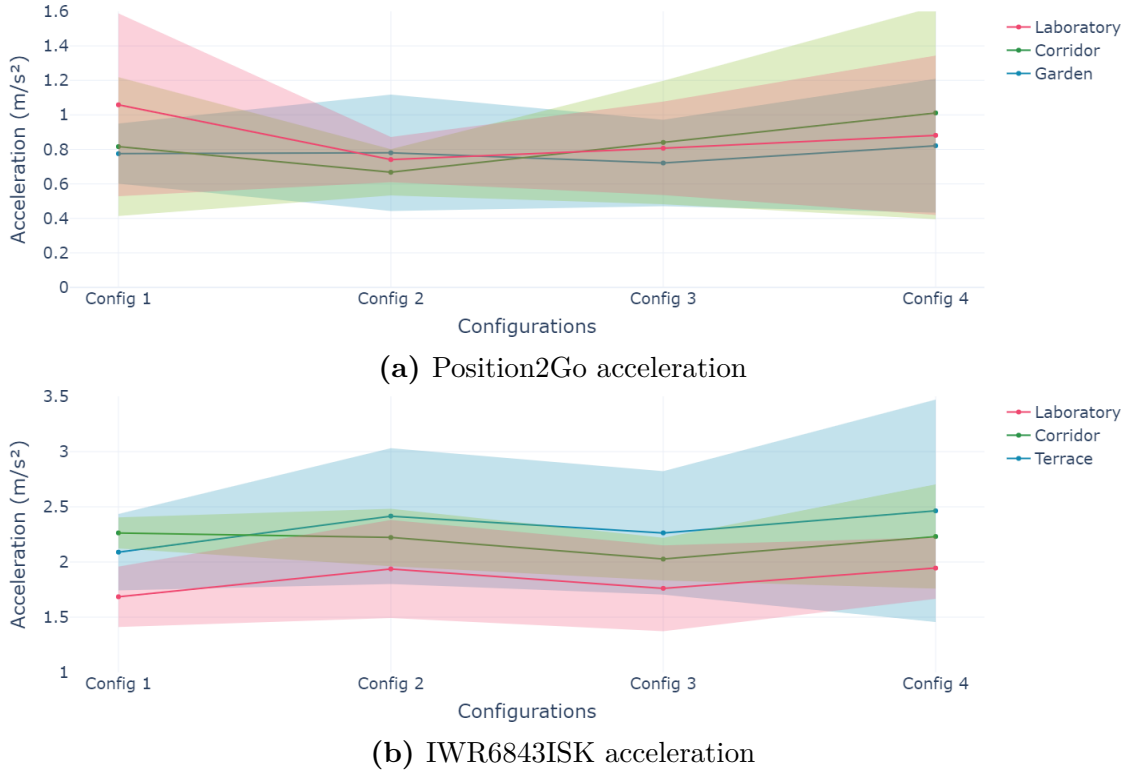 1.6
1.4
1.2
1
0.8
0.6
0.4
0.2
0
Acceleration (m/s²)
Config 1 Config 2 Config 3 Config 4
Configurations
Laboratory
Corridor
Garden
(a) Position2Go acceleration
3.5
3
2.5
2
1.5
1
Acceleration (m/s²)
Config 1 Config 2 Config 3 Config 4
Configurations
Laboratory
Corridor
Terrace
(b) IWR6843ISK acceleration